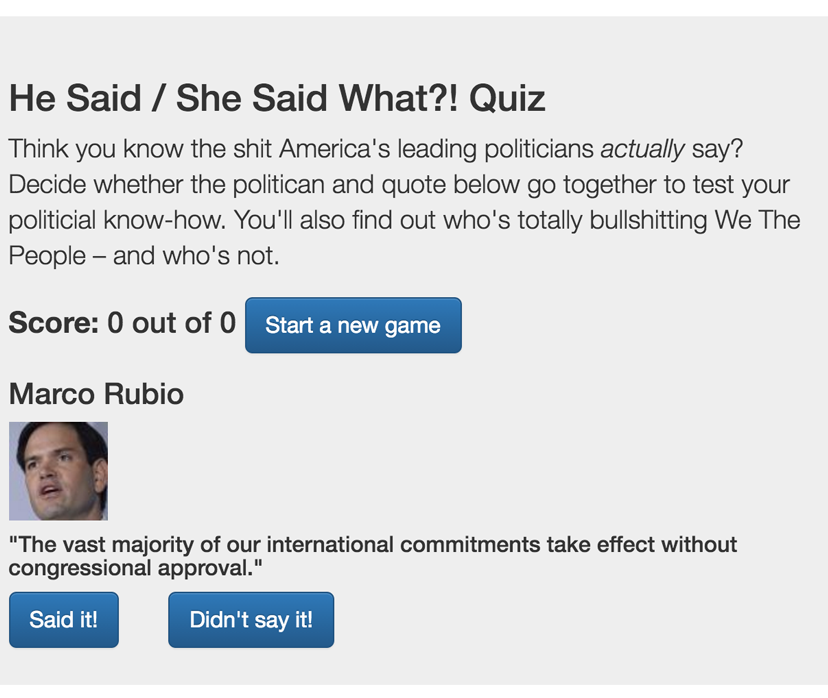 He Said / She Said What?! Quiz
Think you know the shit America's leading politicians actually say?
Decide whether the politican and quote below go together to test your
politicial know-how. You'll also find out who's totally bullshitting We The
People – and who's not.
Score: 0 out of 0 Start a new game
Marco Rubio
"The vast majority of our international commitments take effect without
congressional approval."
Said it! Didn't say it!